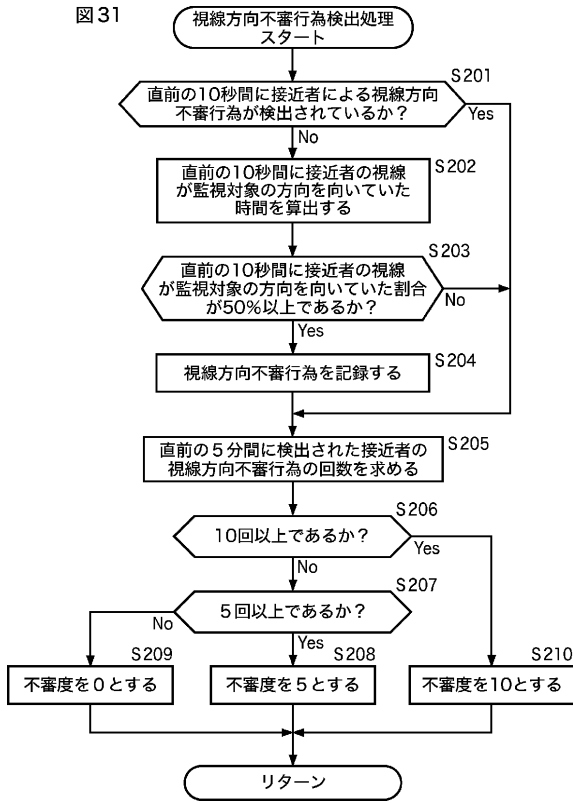 図31
視線方向不審行為検出処理
スタート
S201
直前の10秒間に接近者による視線方向
不審行為が検出されているか?
Yes
No
S202
直前の10秒間に接近者の視線
が監視対象の方向を向いていた
時間を算出する
S203
直前の10秒間に接近者の視線
が監視対象の方向を向いていた割合
が50%以上であるか?
No
Yes
S204
視線方向不審行為を記録する
S205
直前の5分間に検出された接近者の
視線方向不審行為の回数を求める
S206
10回以上であるか?
Yes
No
S207
5回以上であるか?
No
Yes
S209
不審度を0とする
S208
不審度を5とする
S210
不審度を10とする
リターン